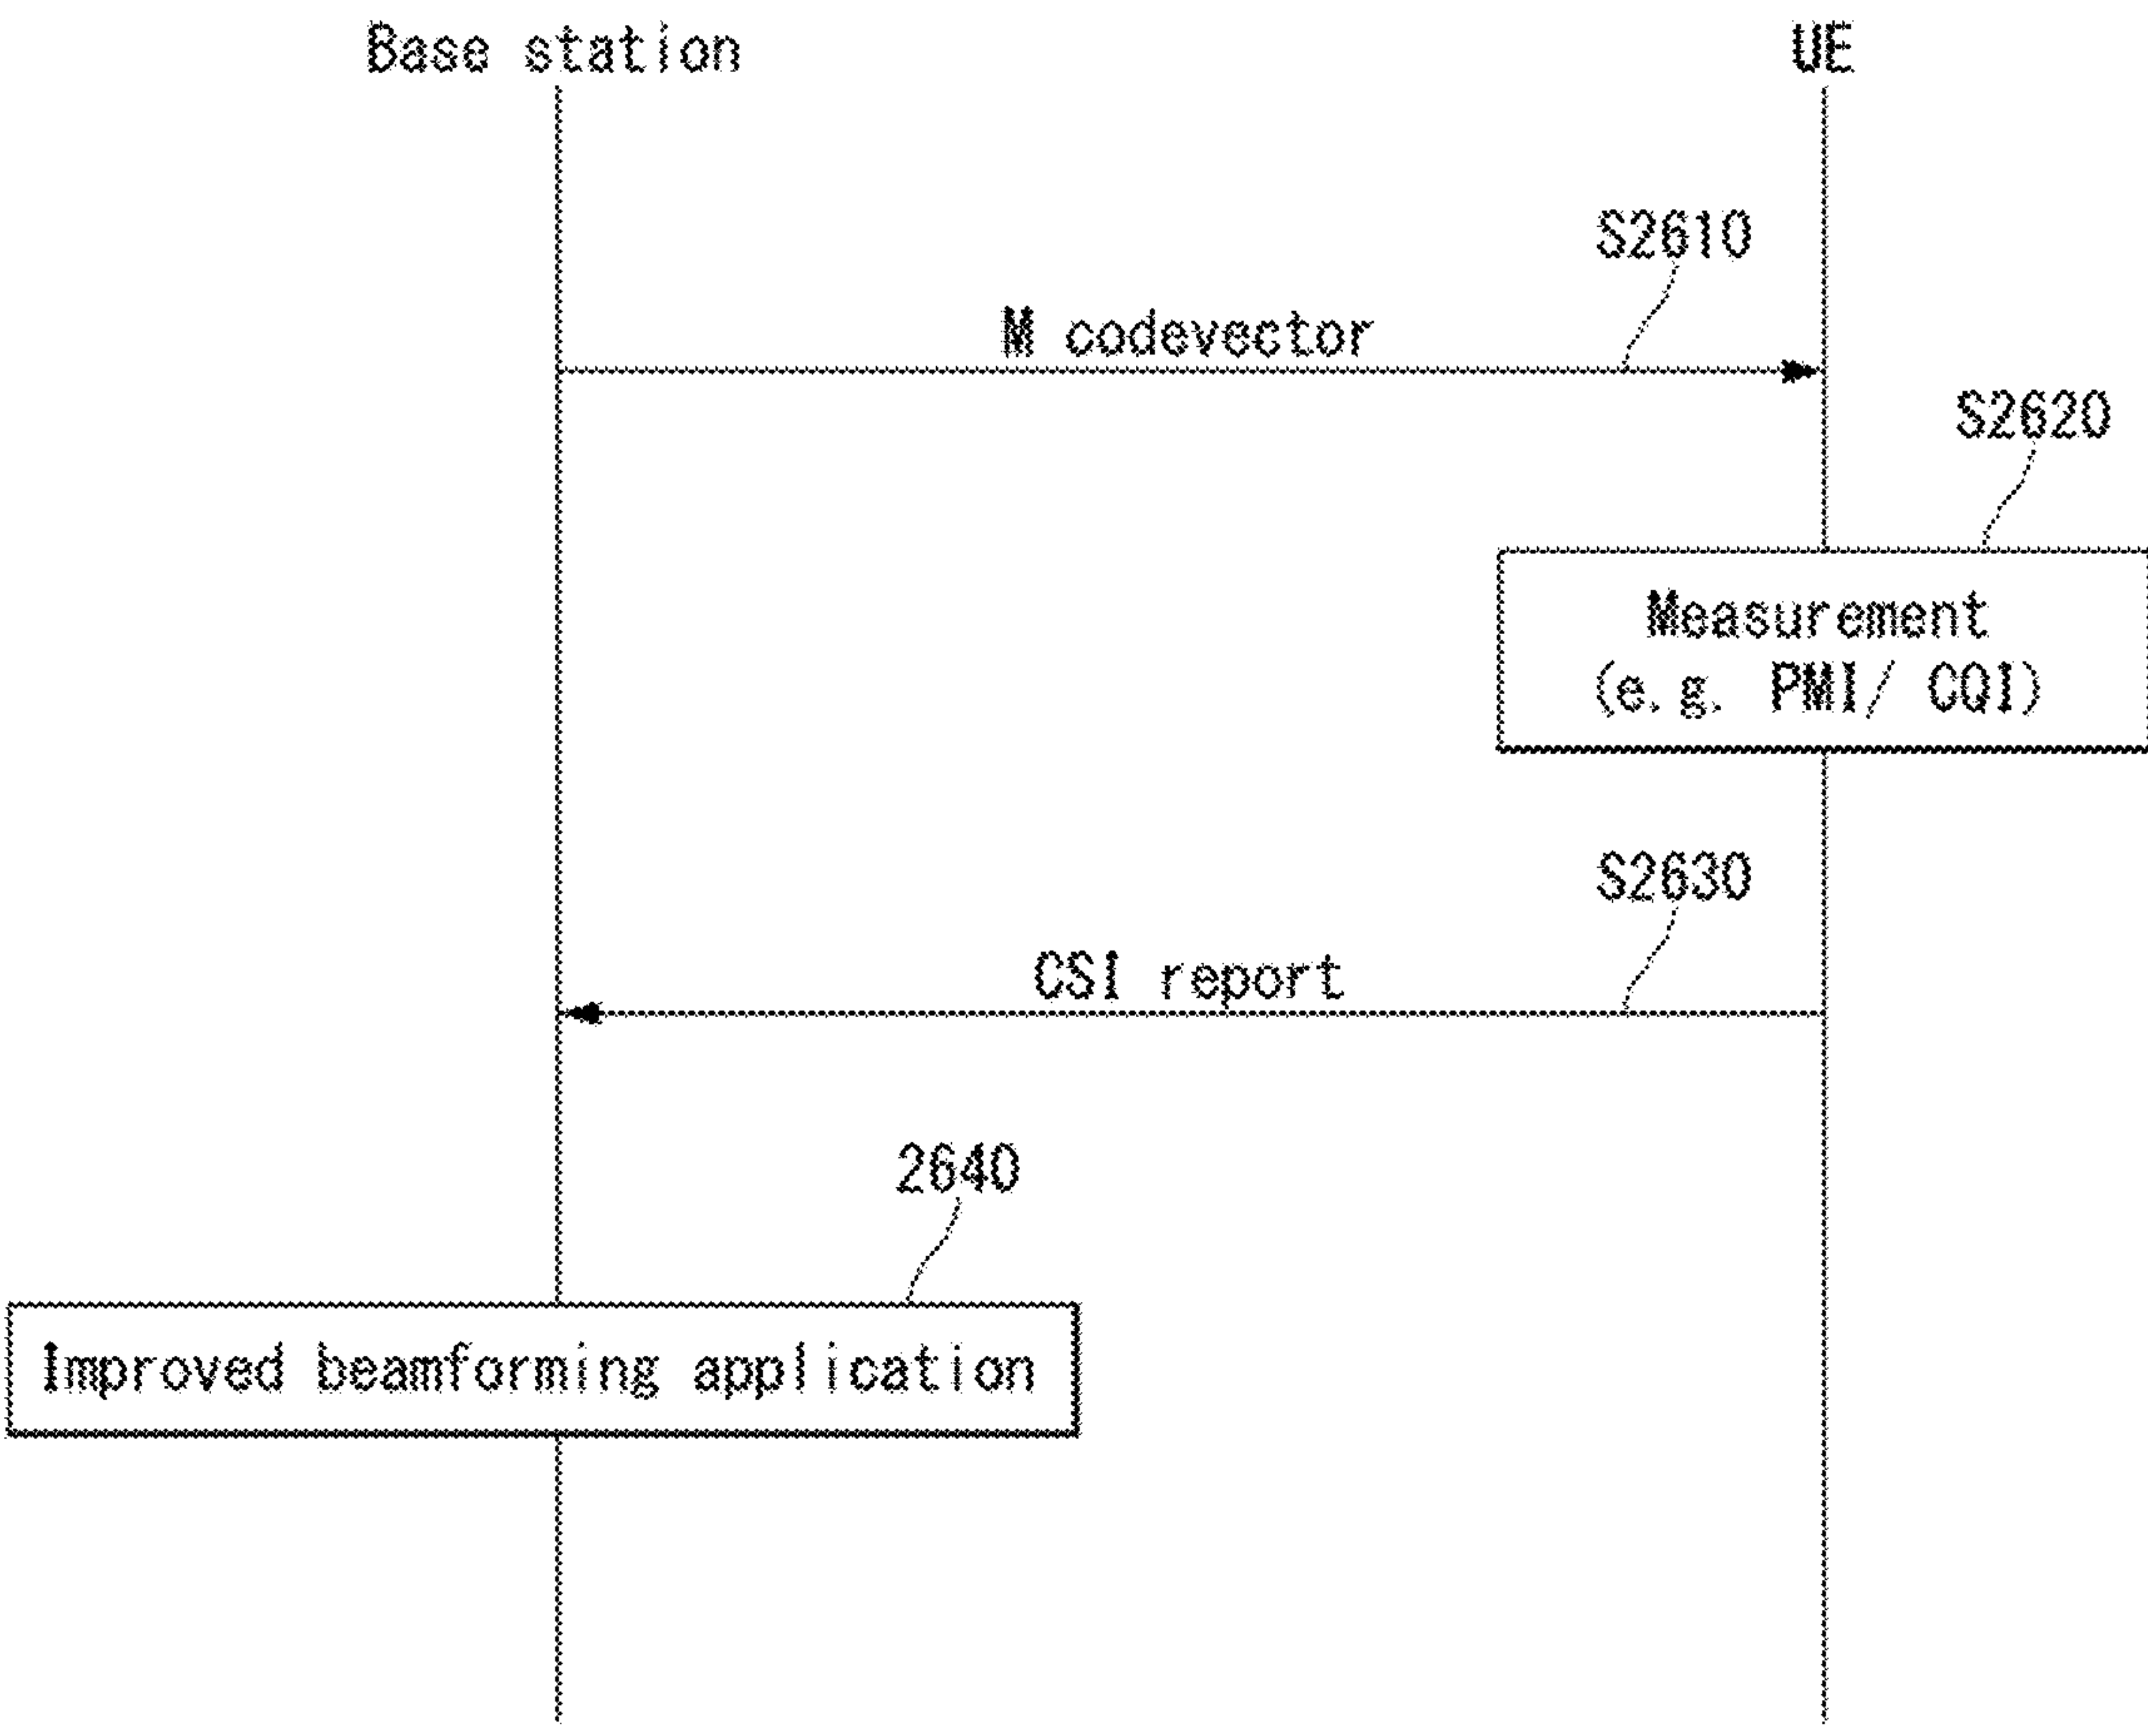 Base station
UE
S2610
M codevector
S2620
Measurement
(e.g. PMI/ CQI)
S2630
CSI report
2640
Improved beamforming application